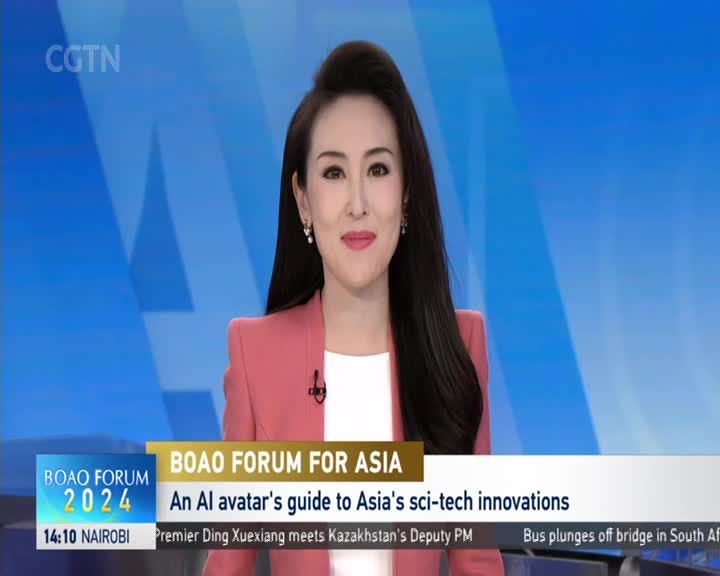 CGTN
BOAO FORUM FOR ASIA
BOAO FORUM
2024
An AI avatar's guide to Asia's sci-tech innovations
14:10 NAIROBI
Premier Ding Xuexiang meets Kazakhstan's Deputy PM
Bus plunges off bridge in South Af